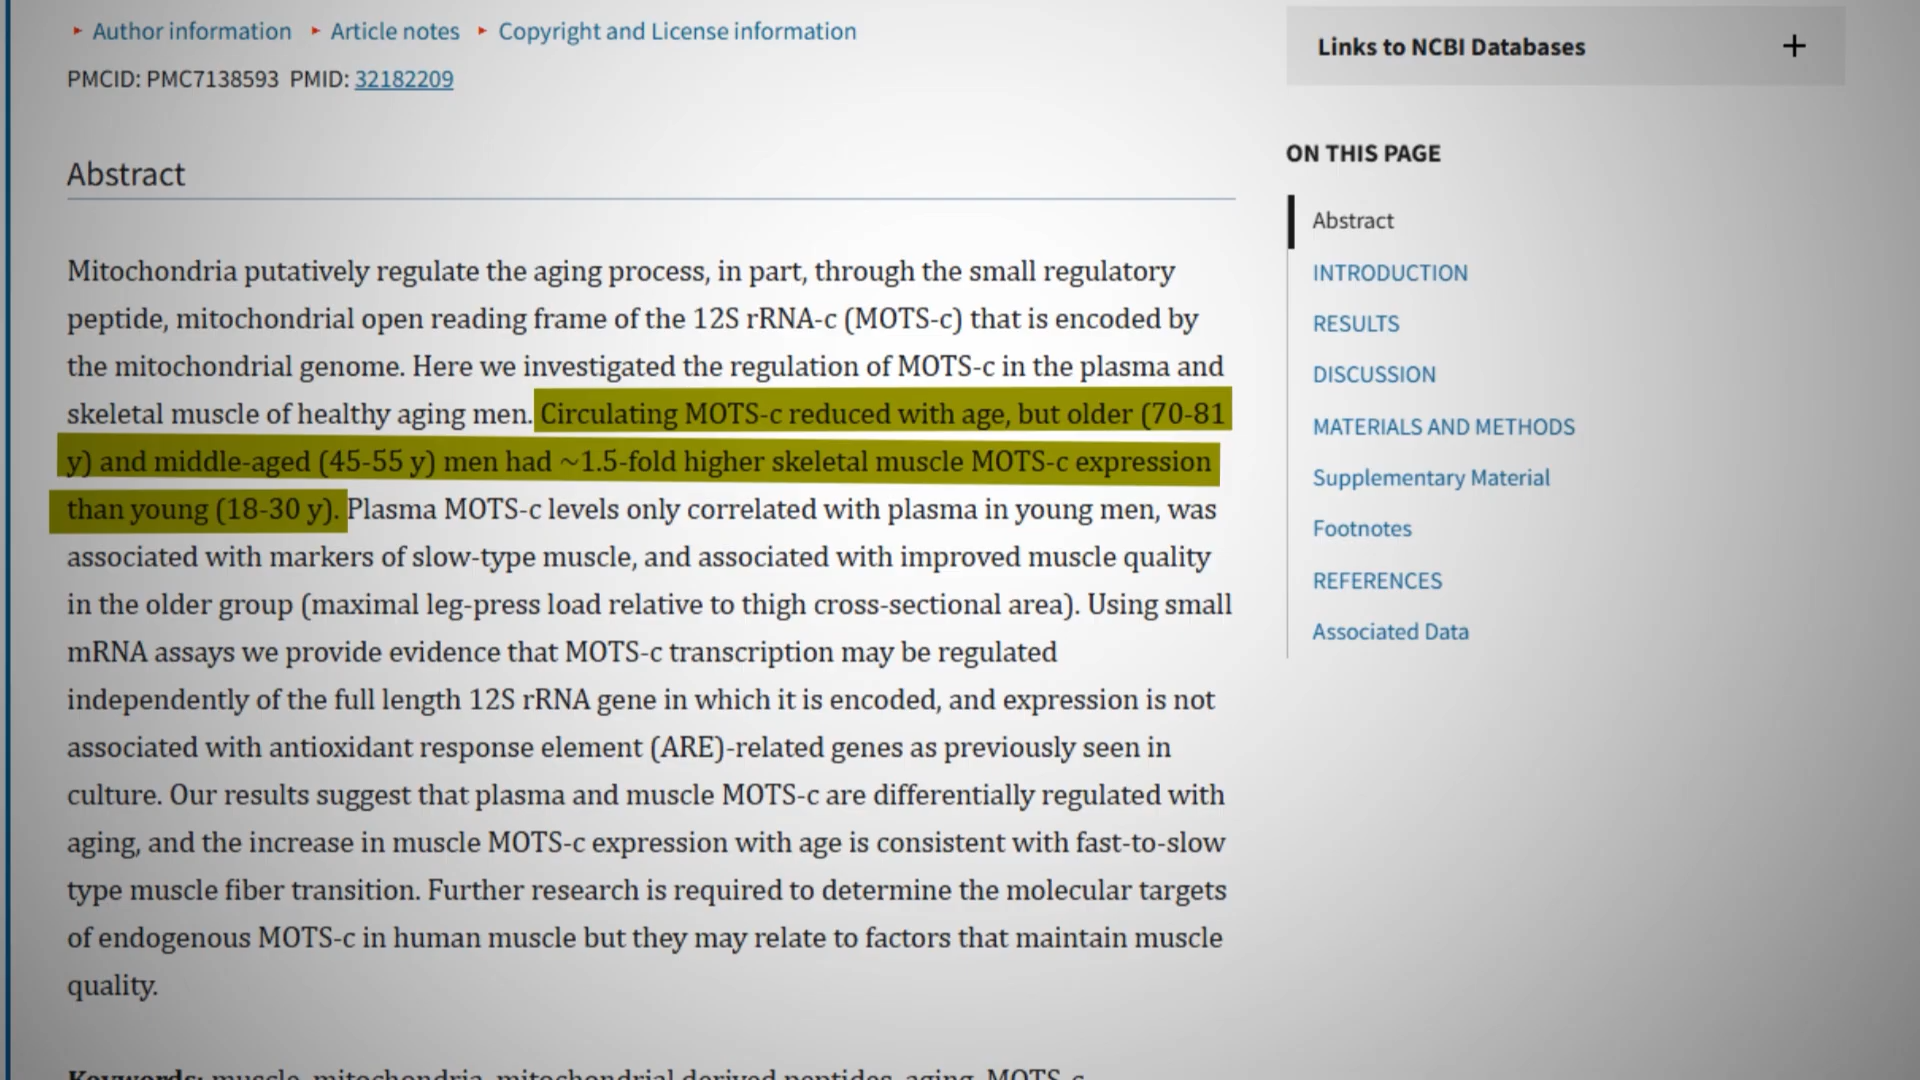 Author information Article notes Copyright and License information
PMCID: PMC7138593 PMID: 32182209
Abstract
Mitochondria putatively regulate the aging process, in part, through the small regulatory
peptide, mitochondrial open reading frame of the 12S rRNA-c (MOTS-c) that is encoded by
the mitochondrial genome. Here we investigated the regulation of MOTS-c in the plasma and
skeletal muscle of healthy aging men. Circulating MOTS-c reduced with age, but older (70-81
y) and middle-aged (45-55 y) men had ~1.5-fold higher skeletal muscle MOTS-c expression
than young (18-30 y). Plasma MOTS-c levels only correlated with plasma in young men, was
associated with markers of slow-type muscle, and associated with improved muscle quality
in the older group (maximal leg-press load relative to thigh cross-sectional area). Using small
mRNA assays we provide evidence that MOTS-c transcription may be regulated
independently of the full length 12S rRNA gene in which it is encoded, and expression is not
associated with antioxidant response element (ARE)-related genes as previously seen in
culture. Our results suggest that plasma and muscle MOTS-c are differentially regulated with
aging, and the increase in muscle MOTS-c expression with age is consistent with fast-to-slow
type muscle fiber transition. Further research is required to determine the molecular targets
of endogenous MOTS-c in human muscle but they may relate to factors that maintain muscle
quality.
Keywords: muscle, mitochondria, mitochondrial derived peptides, aging, MOTS-c
Links to NCBI Databases +
ON THIS PAGE
Abstract
INTRODUCTION
RESULTS
DISCUSSION
MATERIALS AND METHODS
Supplementary Material
Footnotes
REFERENCES
Associated Data